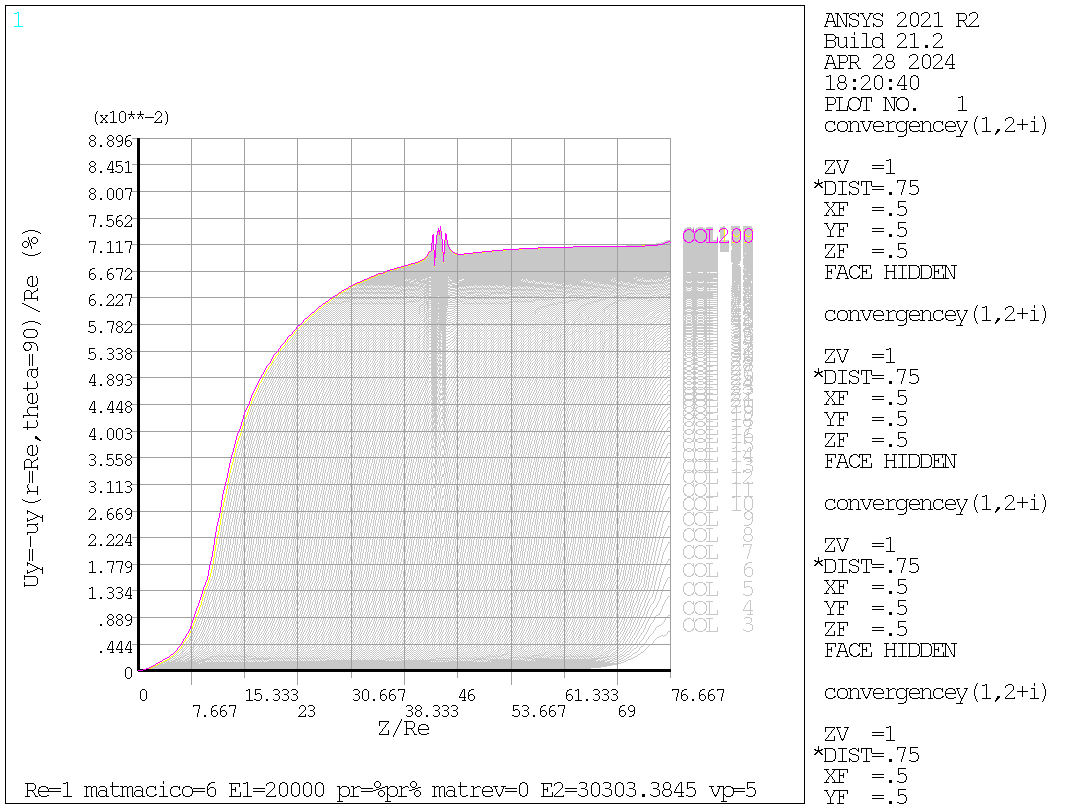 1
ANSYS 2021 R2
Build 21.2
APR 28 2024
18:20:40
PLOT NO. 1
convergencey(1,2+i)
ZV =1
*DIST=.75
XF =.5
YF =.5
ZF =.5
FACE HIDDEN
convergencey(1,2+i)
ZV =1
*DIST=.75
XF =.5
YF =.5
ZF =.5
FACE HIDDEN
convergencey(1,2+i)
ZV =1
*DIST=.75
XF =.5
YF =.5
ZF =.5
FACE HIDDEN
convergencey(1,2+i)
ZV =1
*DIST=.75
XF =.5
YF =.5
(x10**-2)
8.896
8.451
8.007
7.562
7.117
6.672
6.227
5.782
5.338
4.893
4.448
4.003
3.558
3.113
2.669
2.224
1.779
1.334
.889
.444
0
Uy=-uy(r=Re,theta=90)/Re (%)
COL200
COL 12
COL 10
COL 9
COL 8
COL 7
COL 6
COL 5
COL 4
COL 3
0 15.333 30.667 46 61.333 76.667
7.667 23 38.333 53.667 69
Z/Re
Re=1 matmacico=6 E1=20000 pr=%pr% matrev=0 E2=30303.3845 vp=5